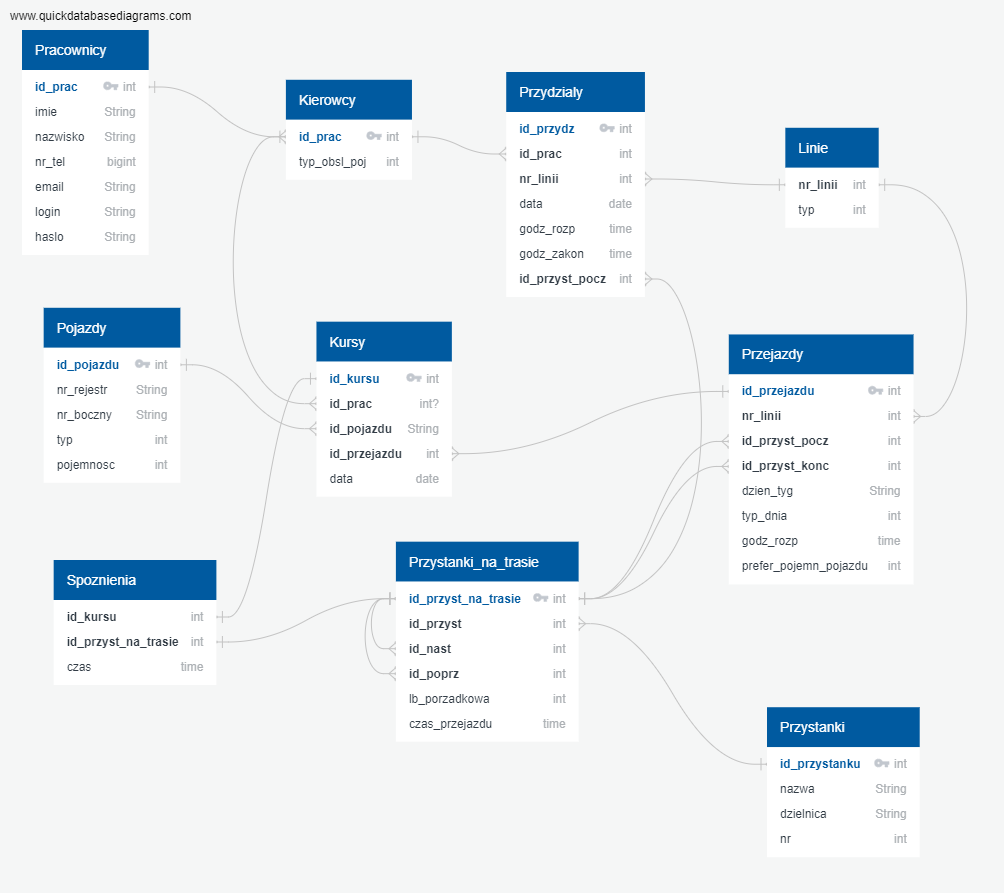 www.quickdatabasediagrams.com
Pracownicy
id_prac int
imie String
nazwisko String
nr_tel bigint
email String
login String
haslo String
Kierowcy
id_prac int
typ_obsl_poj int
Przydzialy
id_przydz int
id_prac int
nr_linii int
data date
godz_rozp time
godz_zakon time
id_przyst_pocz int
Linie
nr_linii int
typ int
Pojazdy
id_pojazdu int
nr_rejestr String
nr_boczny String
typ int
pojemnosc int
Kursy
id_kursu int
id_prac int?
id_pojazdu String
id_przejazdu int
data date
Przejazdy
id_przejazdu int
nr_linii int
id_przyst_pocz int
id_przyst_konc int
dzien_tyg String
typ_dnia int
godz_rozp time
prefer_pojemn_pojazdu int
Spoznienia
id_kursu int
id_przyst_na_trasie int
czas time
Przystanki_na_trasie
id_przyst_na_trasie int
id_przyst int
id_nast int
id_poprz int
lb_porzadkowa int
czas_przejazdu time
Przystanki
id_przystanku int
nazwa String
dzielnica String
nr int